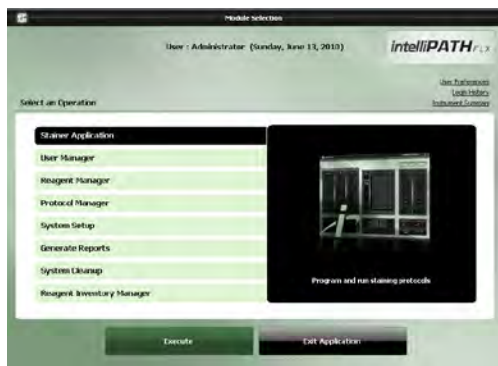 Module Selection
User : Administrator (Sunday, June 13, 2010)
intelliPATH FLX
User Preferences
Login History
Instrument Summary
Select an Operation
Stainer Application
User Manager
Reagent Manager
Protocol Manager
System Setup
Generate Reports
System Cleanup
Reagent Inventory Manager
Program and run staining protocols
Execute
Exit Application